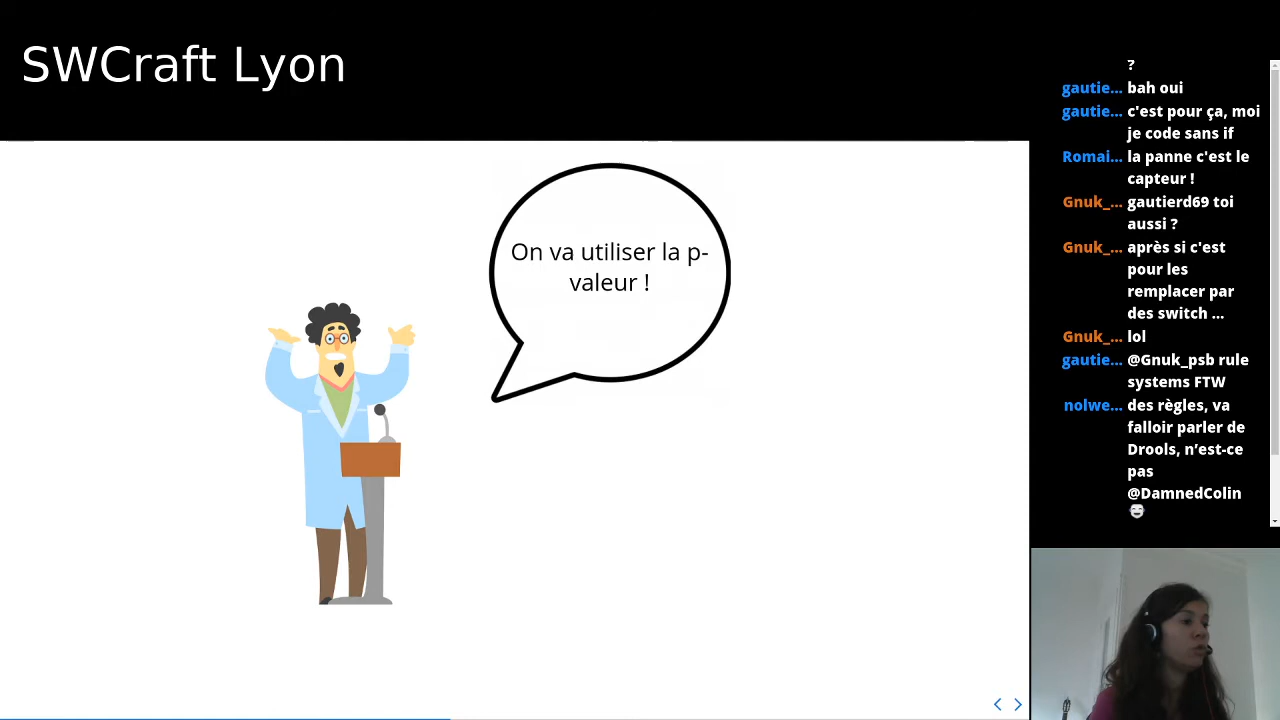 SWCraft Lyon
On va utiliser la p-
valeur !
?
gautie... bah oui
gautie... c'est pour ça, moi
je code sans if
Romai... la panne c'est le
capteur !
Gnuk_... gautierd69 toi
aussi ?
Gnuk_... après si c'est
pour les
remplacer par
des switch ...
Gnuk_... lol
gautie... @Gnuk_psb rule
systems FTW
nolwe... des règles, va
falloir parler de
Drools, n’est-ce
pas
@DamnedColin